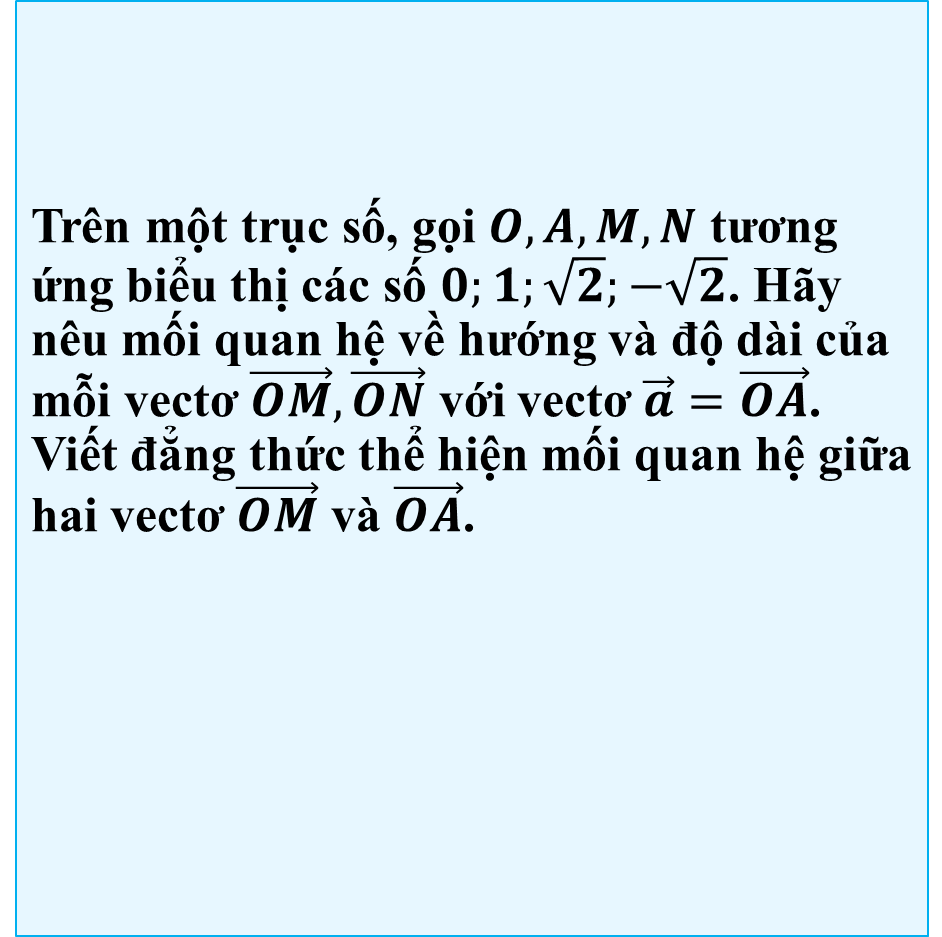 Trên một trục số, gọi 𝑶, 𝑨, 𝑴, 𝑵 tương
ứng biểu thị các số 0; 1; √2; −√2. Hãy
nêu mối quan hệ về hướng và độ dài của
mỗi vectơ $\overrightarrow{OM}$, $\overrightarrow{ON}$ với vectơ $\vec{a} = \overrightarrow{OA}$.
Viết đẳng thức thể hiện mối quan hệ giữa
hai vectơ $\overrightarrow{OM}$ và $\overrightarrow{OA}$.